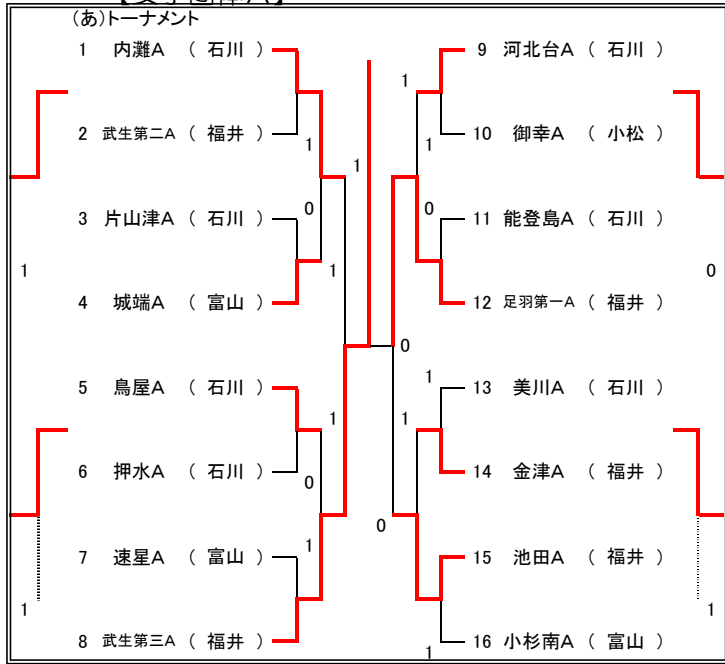 (あ)トーナメント
1 内灘A ( 石川 )
2 武生第二A ( 福井 )
3 片山津A ( 石川 )
4 城端A ( 富山 )
5 鳥屋A ( 石川 )
6 押水A ( 石川 )
7 速星A ( 富山 )
8 武生第三A ( 福井 )
1
1
1
0
1
1
1
0
1
9 河北台A ( 石川 )
10 御幸A ( 小松 )
11 能登島A ( 石川 )
12 足羽第一A ( 福井 )
13 美川A ( 石川 )
14 金津A ( 福井 )
15 池田A ( 福井 )
16 小杉南A ( 富山 )
1
1
0
0
1
1
0
1
0
1